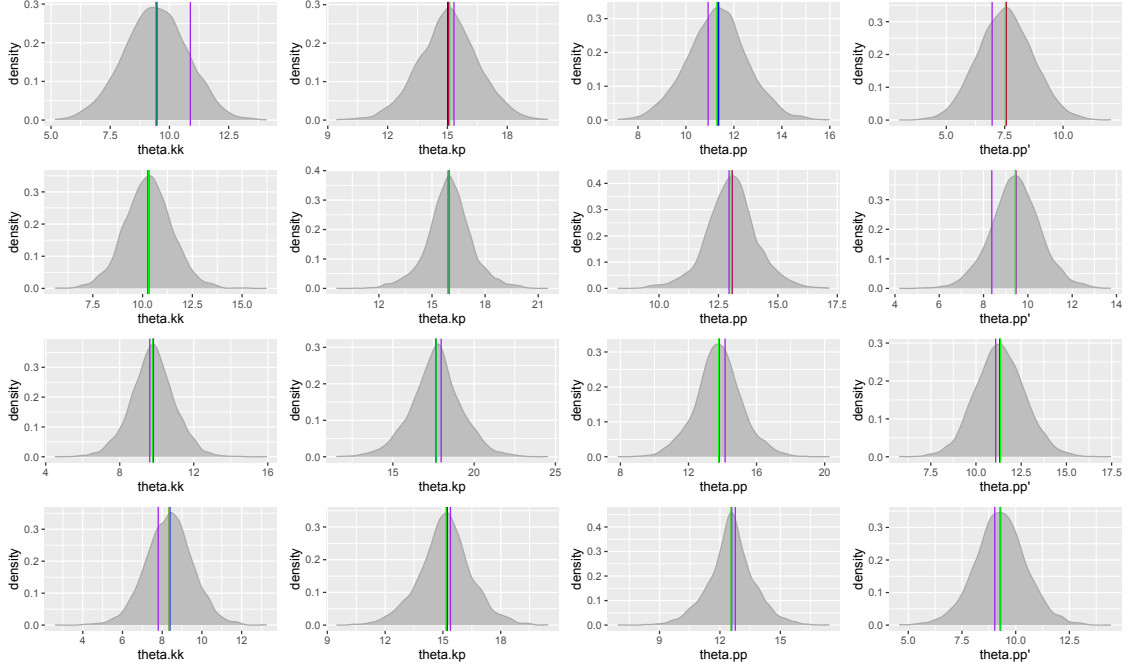 0.3
0.2
0.1
0.0
density
5.0 7.5 10.0 12.5
theta.kk
0.3
0.2
0.1
0.0
density
9 12 15 18
theta.kp
0.3
0.2
0.1
0.0
density
8 10 12 14 16
theta.pp
0.3
0.2
0.1
0.0
density
5.0 7.5 10.0
theta.pp'
0.3
0.2
0.1
0.0
density
7.5 10.0 12.5 15.0
theta.kk
0.4
0.3
0.2
0.1
0.0
density
12 15 18 21
theta.kp
0.4
0.3
0.2
0.1
0.0
density
10.0 12.5 15.0 17.5
theta.pp
0.3
0.2
0.1
0.0
density
4 6 8 10 12 14
theta.pp'
0.3
0.2
0.1
0.0
density
4 8 12 16
theta.kk
0.3
0.2
0.1
0.0
density
15 20 25
theta.kp
0.3
0.2
0.1
0.0
density
8 12 16 20
theta.pp
0.3
0.2
0.1
0.0
density
7.5 10.0 12.5 15.0 17.5
theta.pp'
0.3
0.2
0.1
0.0
density
4 6 8 10 12
theta.kk
0.3
0.2
0.1
0.0
density
9 12 15 18
theta.kp
0.4
0.3
0.2
0.1
0.0
density
9 12 15
theta.pp
0.3
0.2
0.1
0.0
density
5.0 7.5 10.0 12.5
theta.pp'